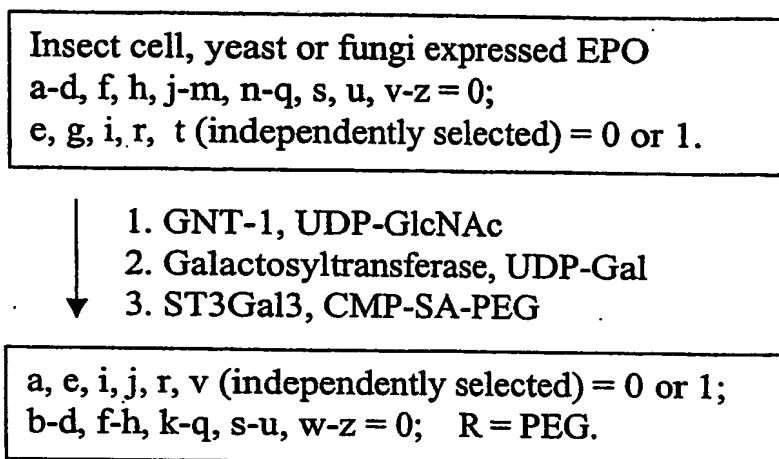 Insect cell, yeast or fungi expressed EPO
a-d, f, h, j-m, n-q, s, u, v-z = 0;
e, g, i, r, t (independently selected) = 0 or 1.
1. GNT-1, UDP-GlcNAc
2. Galactosyltransferase, UDP-Gal
3. ST3Gal3, CMP-SA-PEG
a, e, i, j, r, v (independently selected) = 0 or 1;
b-d, f-h, k-q, s-u, w-z = 0; R = PEG.